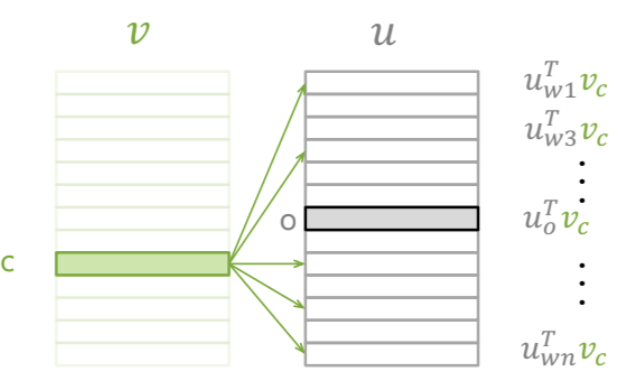 v u
u_{w1}^T v_c
u_{w3}^T v_c
o u_o^T v_c
c
u_{wn}^T v_c